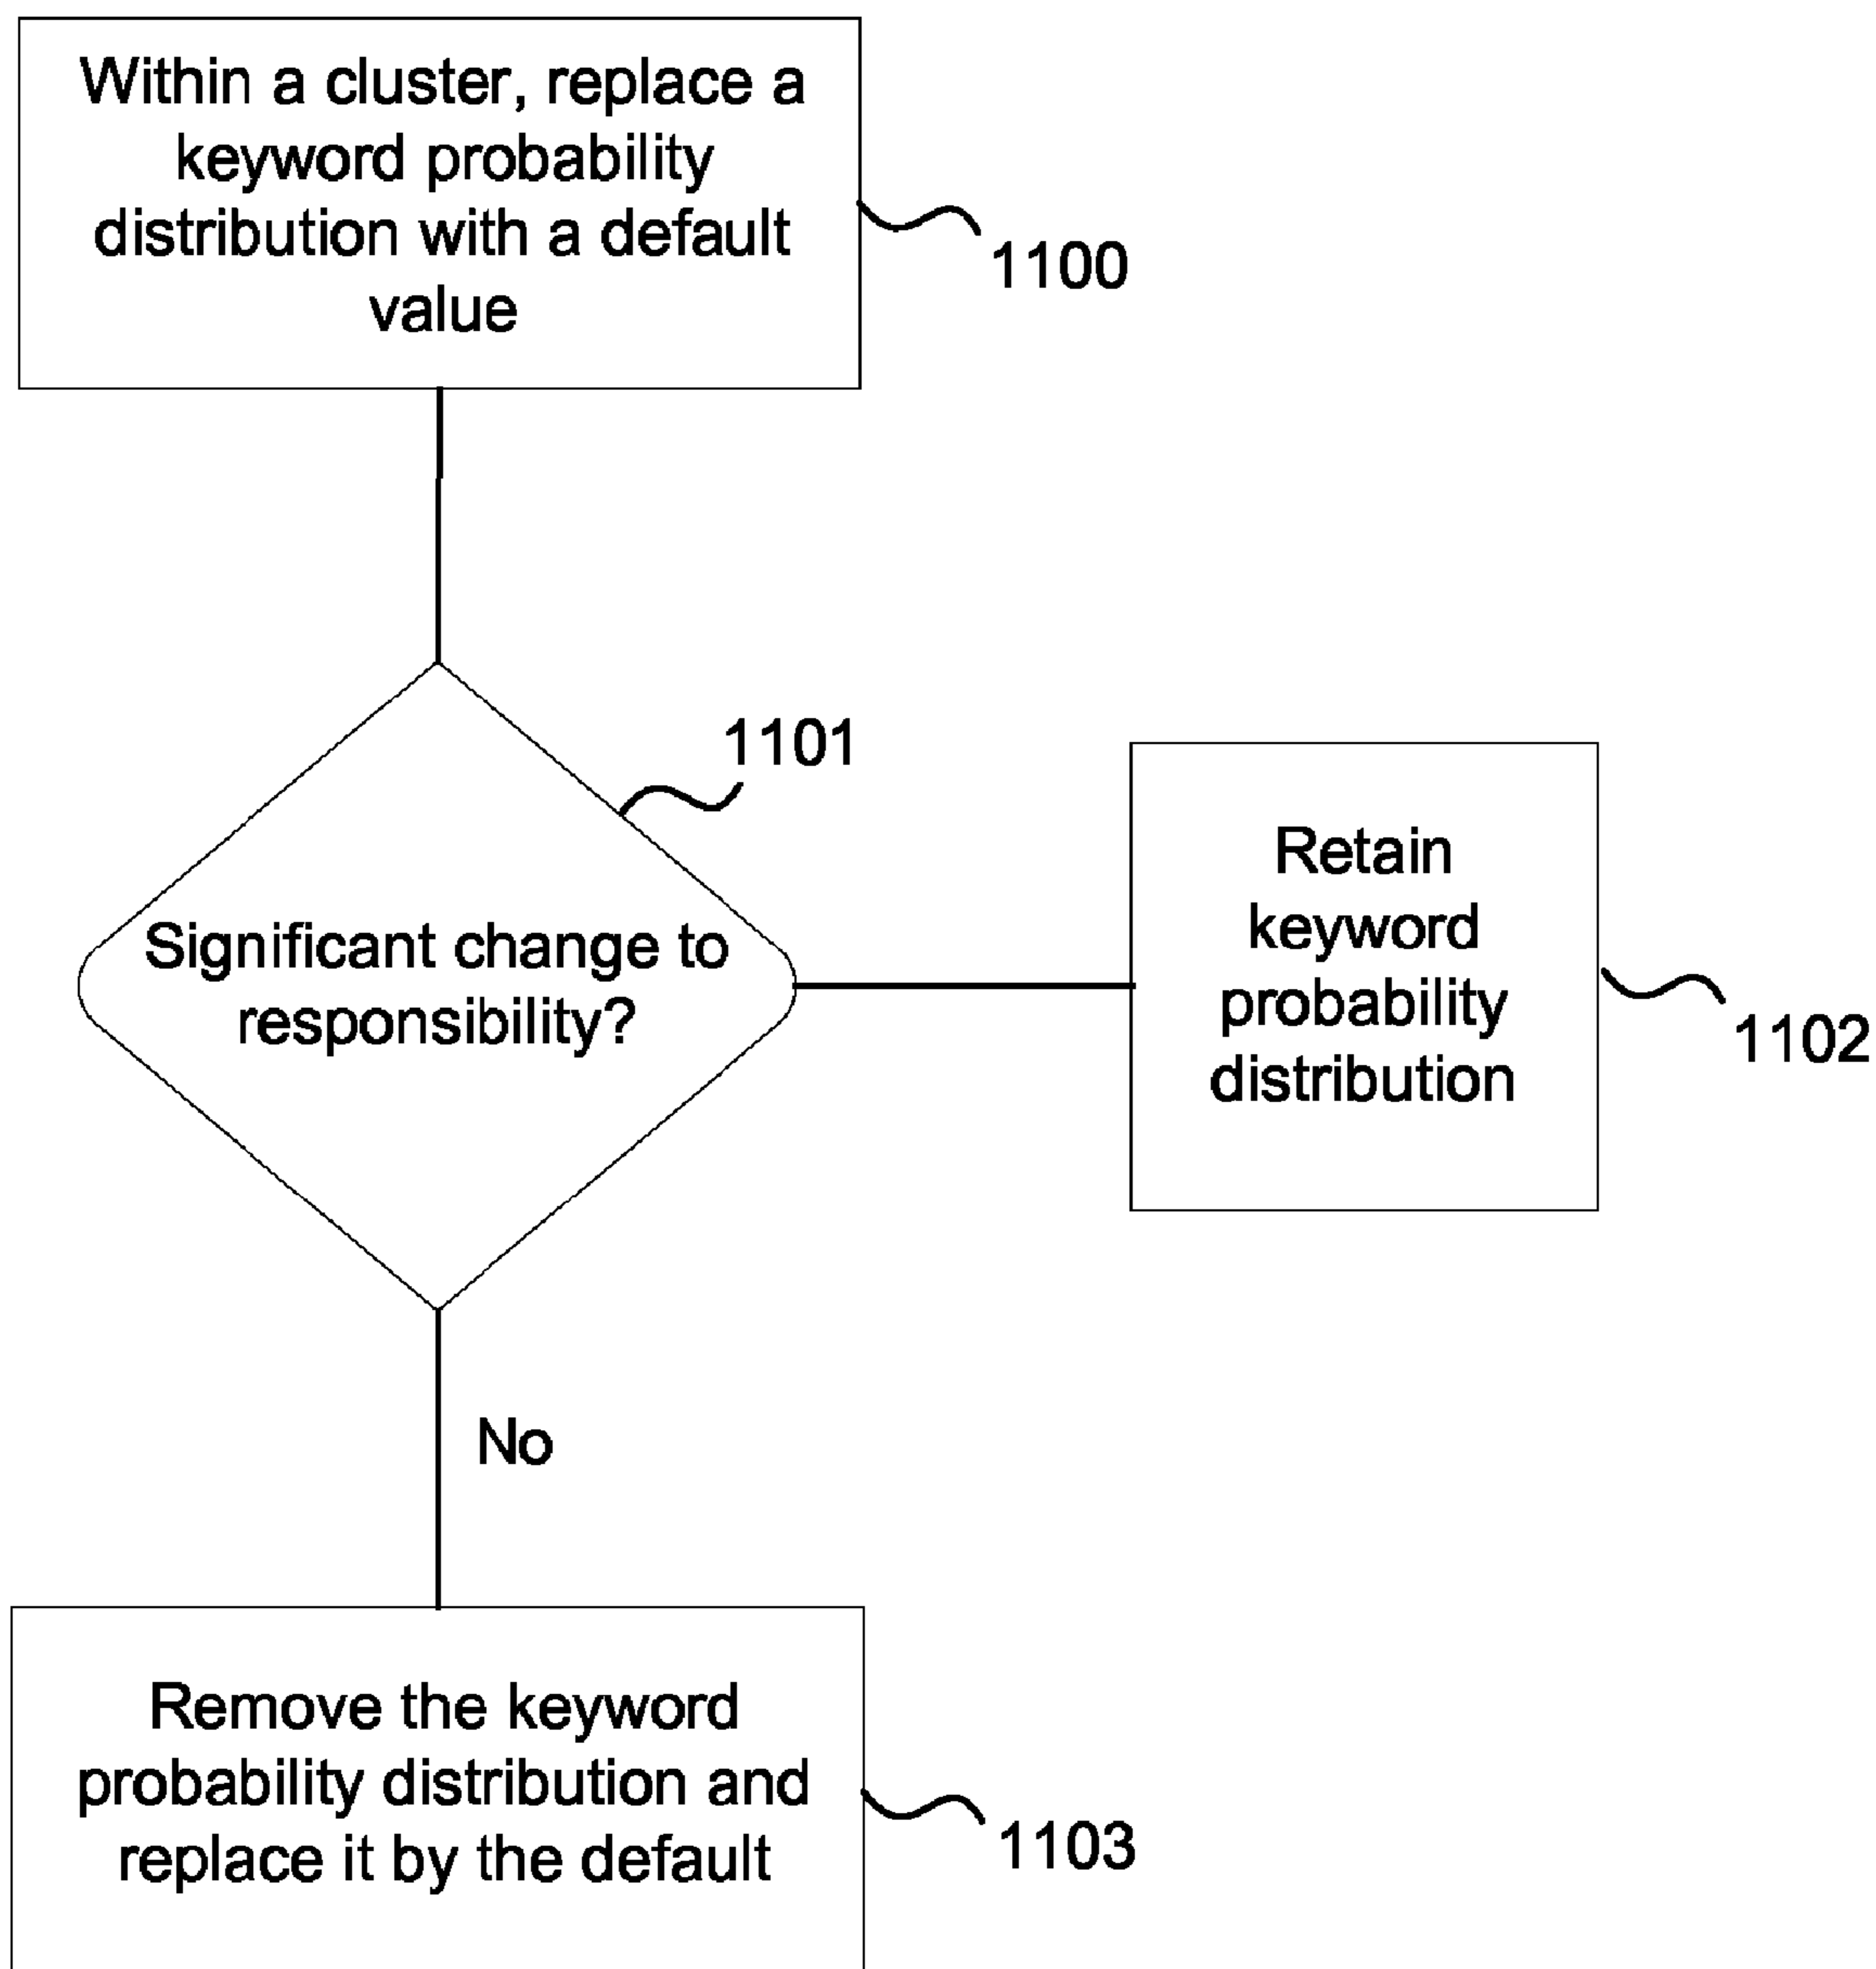 Within a cluster, replace a
keyword probability
distribution with a default
value
1100
1101
Significant change to
responsibility?
Retain
keyword
probability
distribution
1102
No
Remove the keyword
probability distribution and
replace it by the default
1103